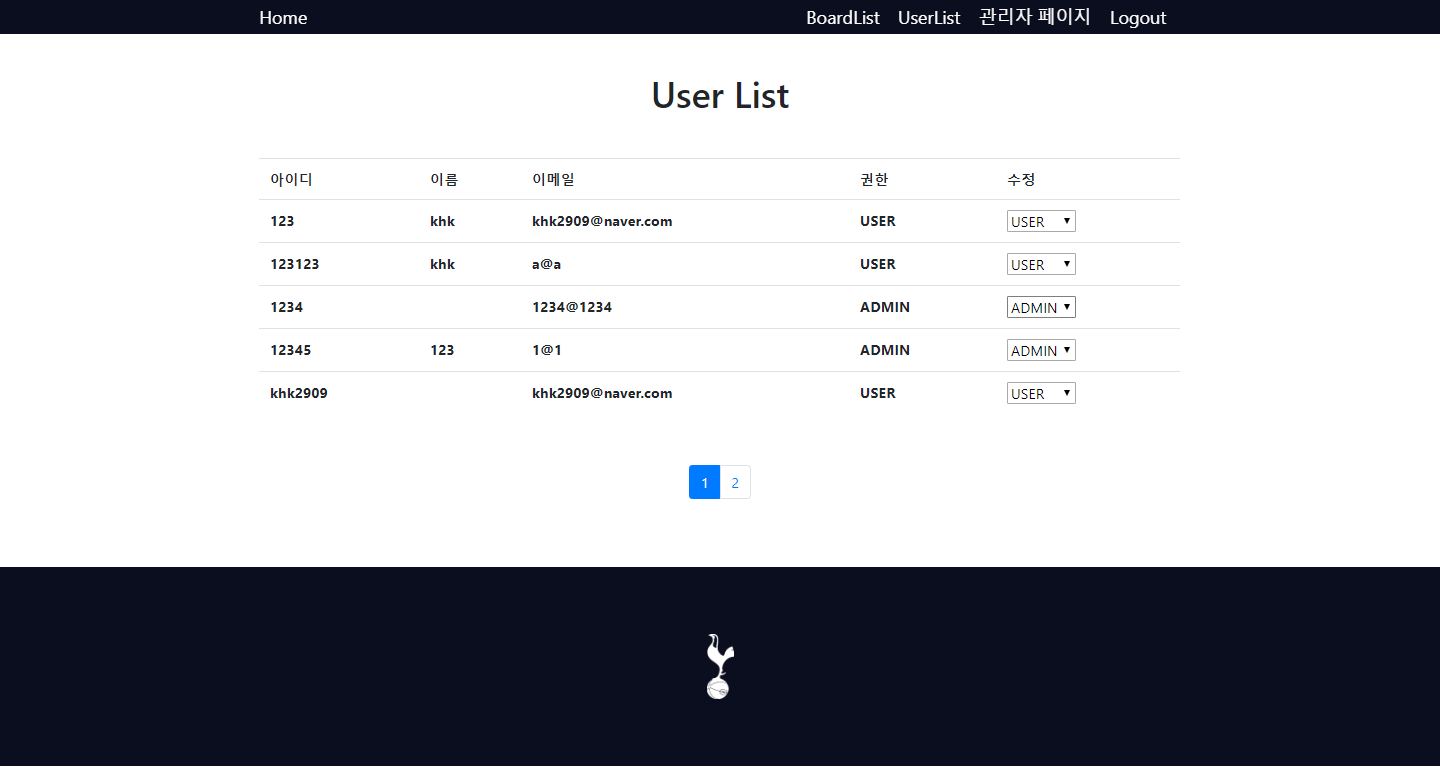 Home BoardList UserList 관리자 페이지 Logout
User List
아이디 이름 이메일 권한 수정
123 khk khk2909@naver.com USER USER
123123 khk a@a USER USER
1234 1234@1234 ADMIN ADMIN
12345 123 1@1 ADMIN ADMIN
khk2909 khk2909@naver.com USER USER
1 2